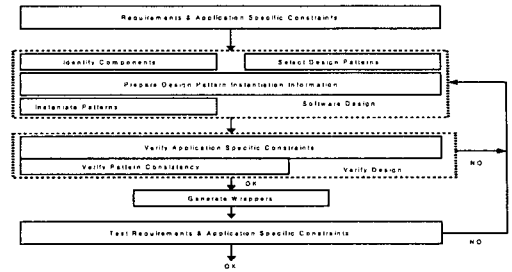 Requirements & Application Specific Constraints
Identify Components
Select Design Patterns
Prepare Design Pattern Instantiation Information
Instantiate Patterns
Software Design
Verify Application Specific Constraints
Verify Pattern Consistency
Verify Design
NO
OK
Generate Wrappers
Test Requirements & Application Specific Constraints
NO
OK